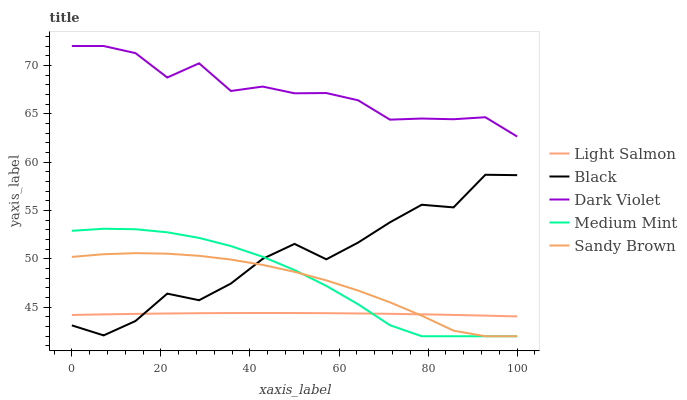 title
yaxis_label
70
65
60
55
50
45
0
20
40
60
80
100
xaxis_label
Light Salmon
Black
Dark Violet
Medium Mint
Sandy Brown